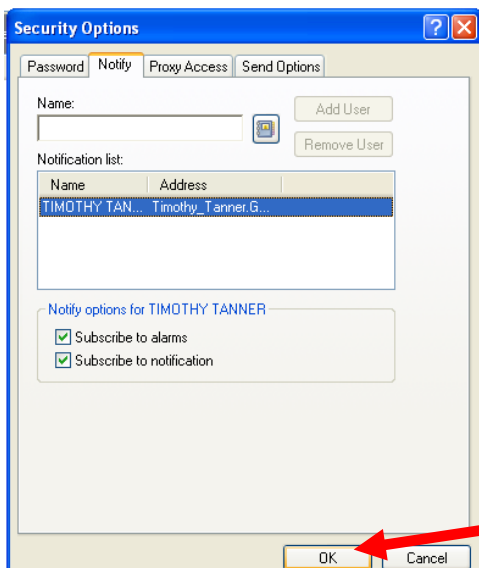 Security Options
Password Notify Proxy Access Send Options
Name:
Add User
Remove User
Notification list:
Name Address
TIMOTHY TAN... Timothy_Tanner.G...
Notify options for TIMOTHY TANNER
Subscribe to alarms
Subscribe to notification
OK Cancel